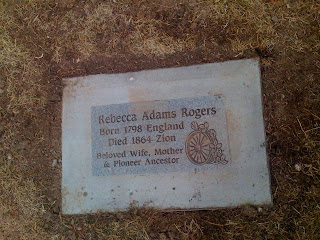 Rebecca Adams Rogers
Born 1798 England
Died 1864 Zion
Beloved Wife, Mother
& Pioneer Ancestor